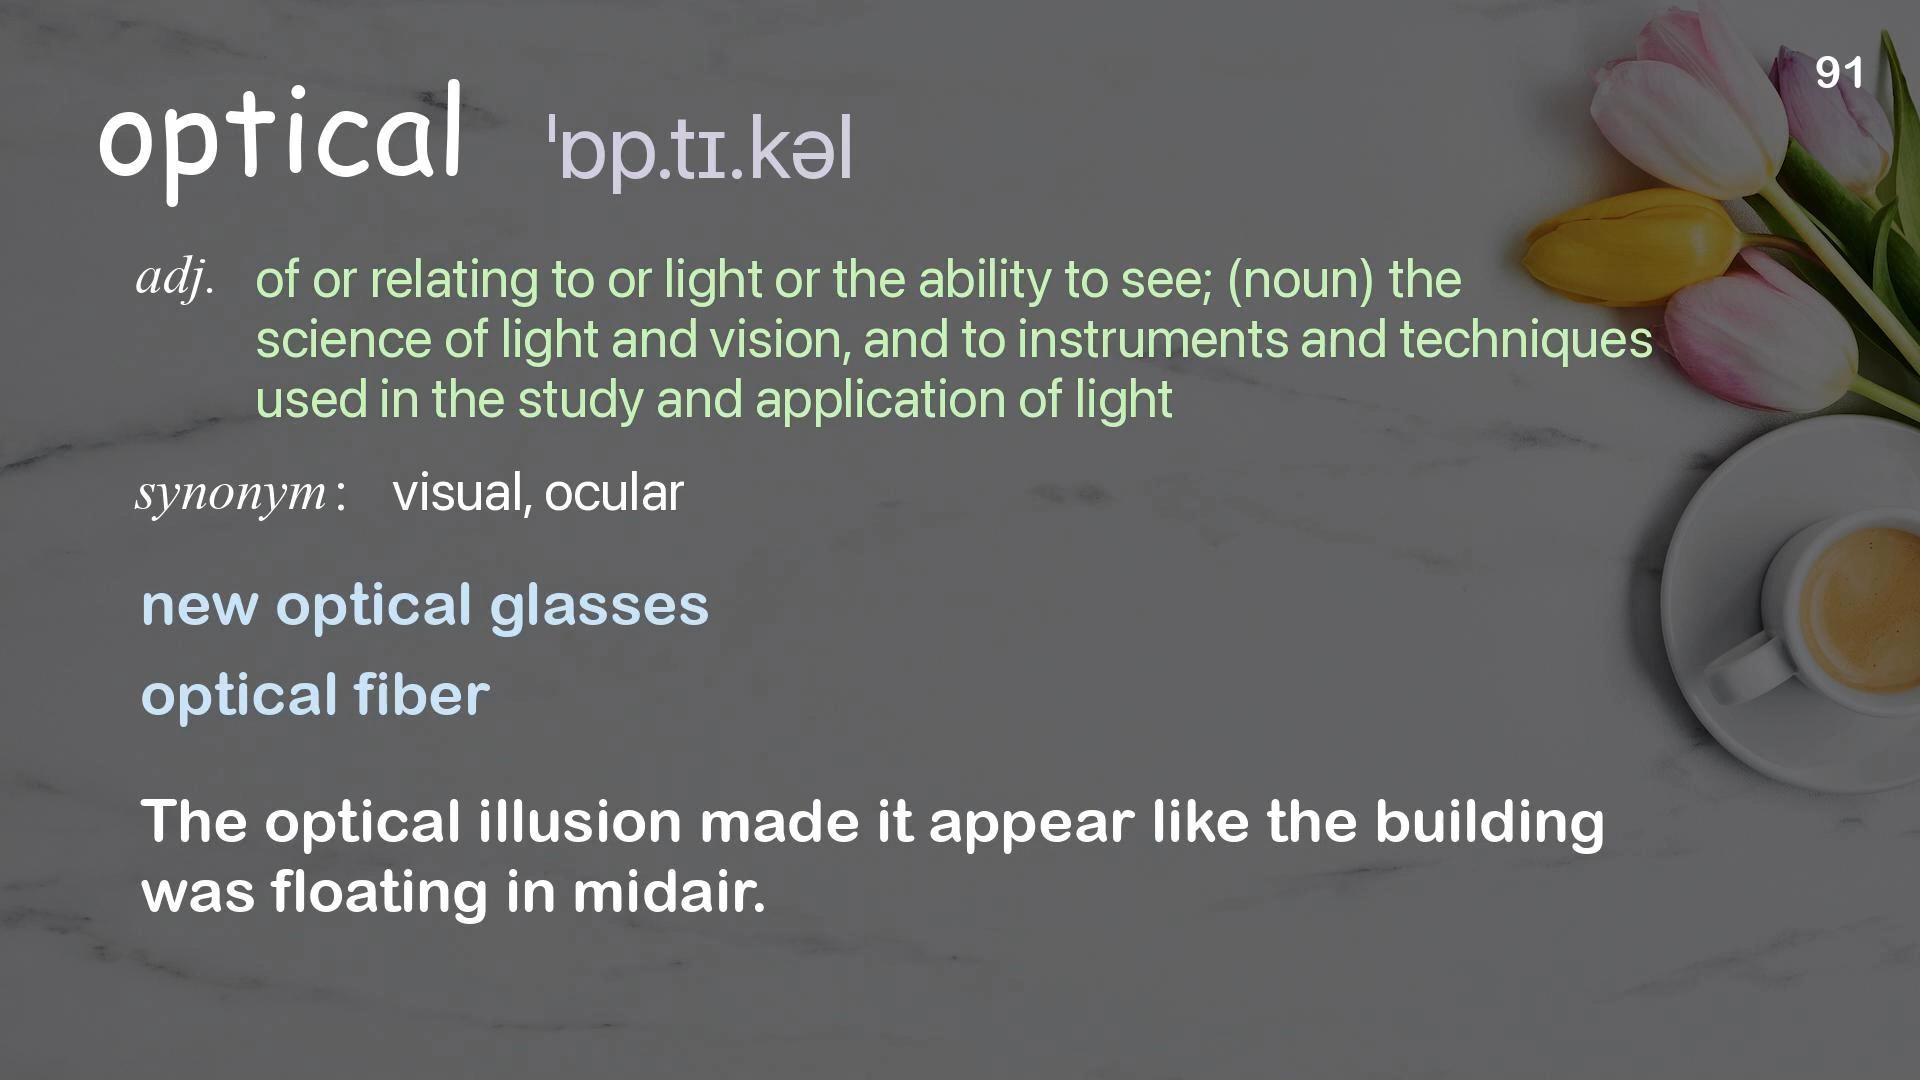 91
optical ˈɒp.tɪ.kəl
adj. of or relating to or light or the ability to see; (noun) the
science of light and vision, and to instruments and techniques
used in the study and application of light
synonym : visual, ocular
new optical glasses
optical fiber
The optical illusion made it appear like the building
was floating in midair.